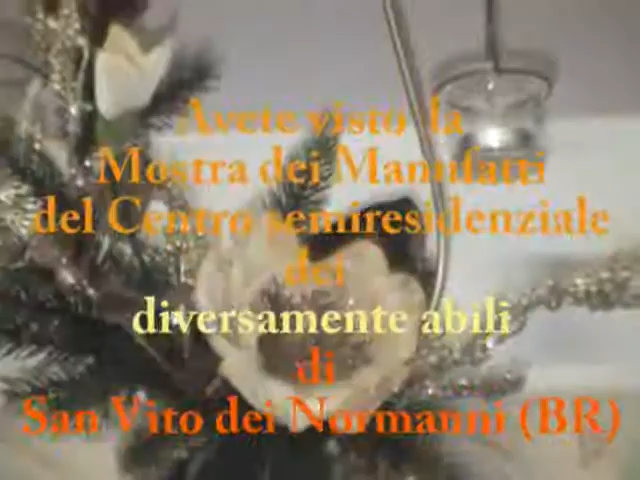 Avete visto la
Mostra dei Manufatti
del Centro semiresidenziale
dei
diversamente abili
di
San Vito dei Normanni (BR)